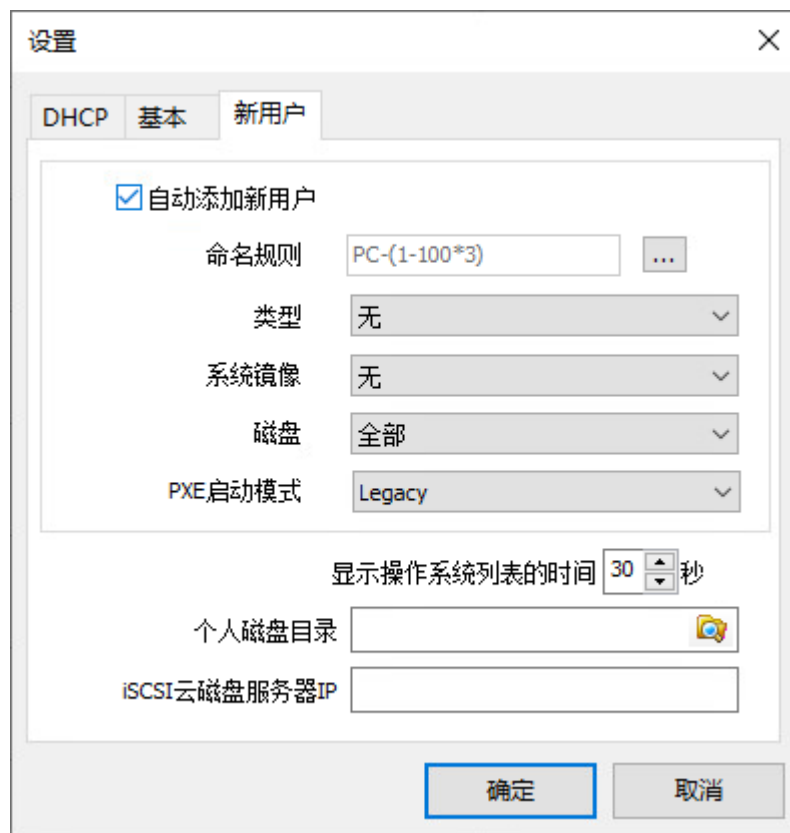 设置
DHCP 基本 新用户
自动添加新用户
命名规则 PC-(1-100*3) ...
类型 无
系统镜像 无
磁盘 全部
PXE启动模式 Legacy
显示操作系统列表的时间 30 秒
个人磁盘目录
iSCSI云磁盘服务器IP
确定 取消